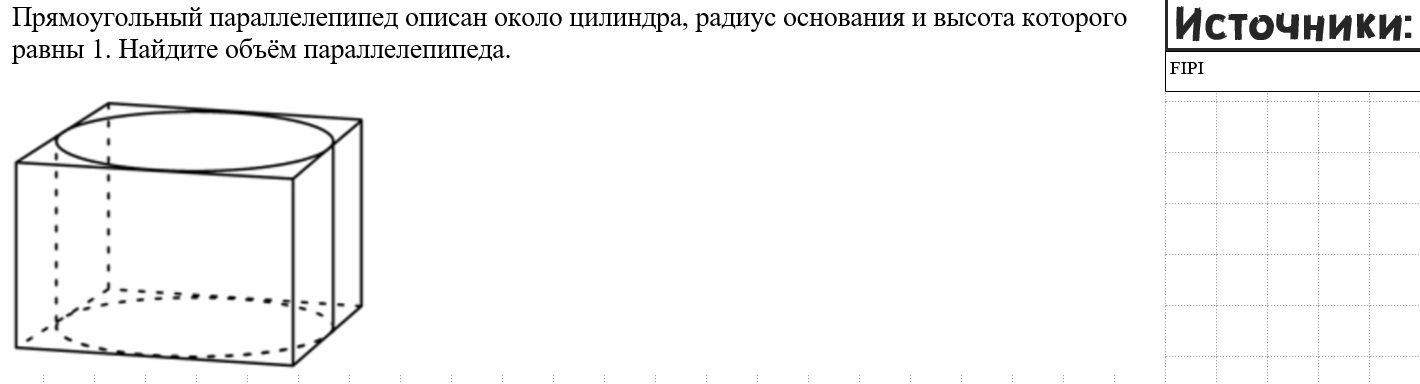 Прямоугольный параллелепипед описан около цилиндра, радиус основания и высота которого
равны 1. Найдите объём параллелепипеда.
Источники:
FIPI